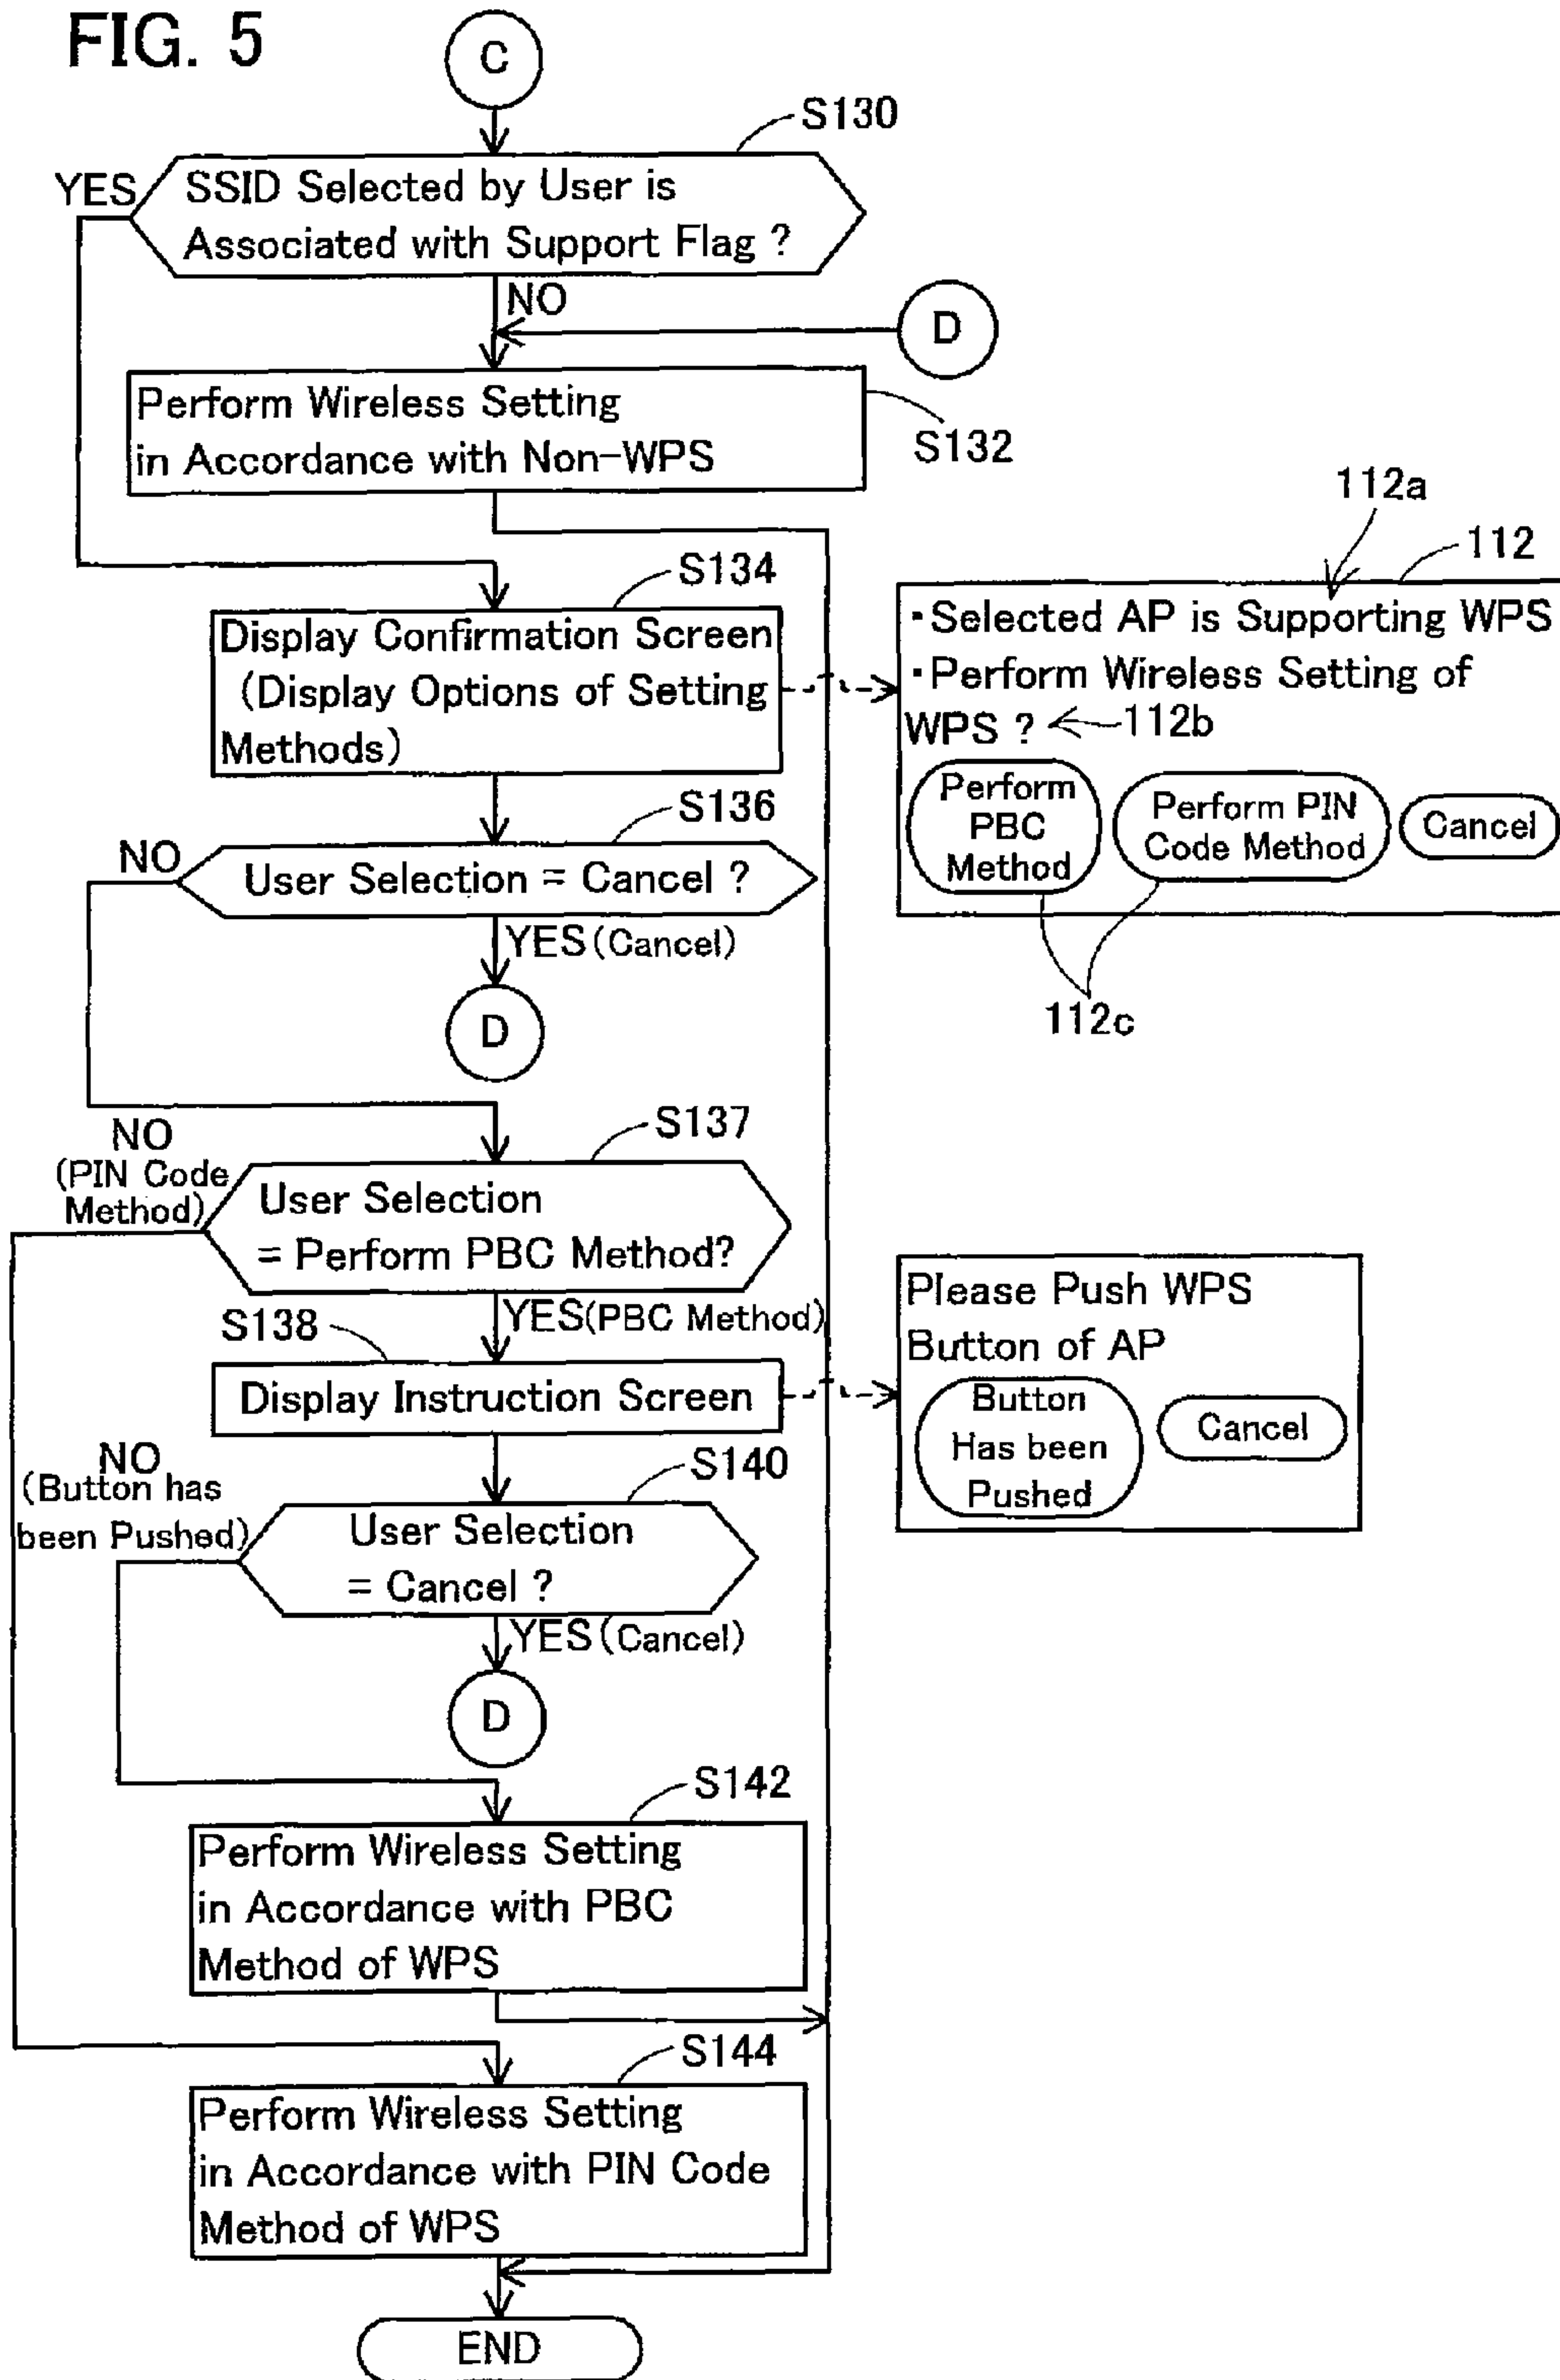 FIG. 5
C
S130
YES
SSID Selected by User is
Associated with Support Flag ?
NO
D
Perform Wireless Setting
in Accordance with Non-WPS
S132
112a
112
S134
Display Confirmation Screen
(Display Options of Setting
Methods)
・Selected AP is Supporting WPS
・Perform Wireless Setting of
WPS ?
112b
Perform
PBC
Method
Perform PIN
Code Method
Cancel
112c
S136
NO
User Selection = Cancel ?
YES(Cancel)
D
S137
NO
(PIN Code
Method)
User Selection
= Perform PBC Method?
YES(PBC Method)
S138
Display Instruction Screen
Please Push WPS
Button of AP
Button
Has been
Pushed
Cancel
S140
NO
(Button has
been Pushed)
User Selection
= Cancel ?
YES(Cancel)
D
S142
Perform Wireless Setting
in Accordance with PBC
Method of WPS
S144
Perform Wireless Setting
in Accordance with PIN Code
Method of WPS
END